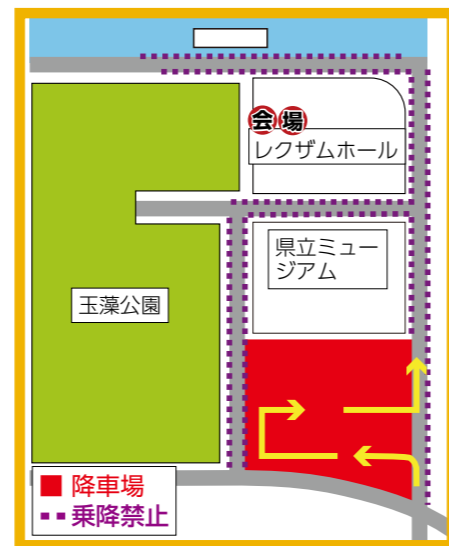 会場
レクザムホール
県立ミュー
ジアム
玉藻公園
降車場
乗降禁止